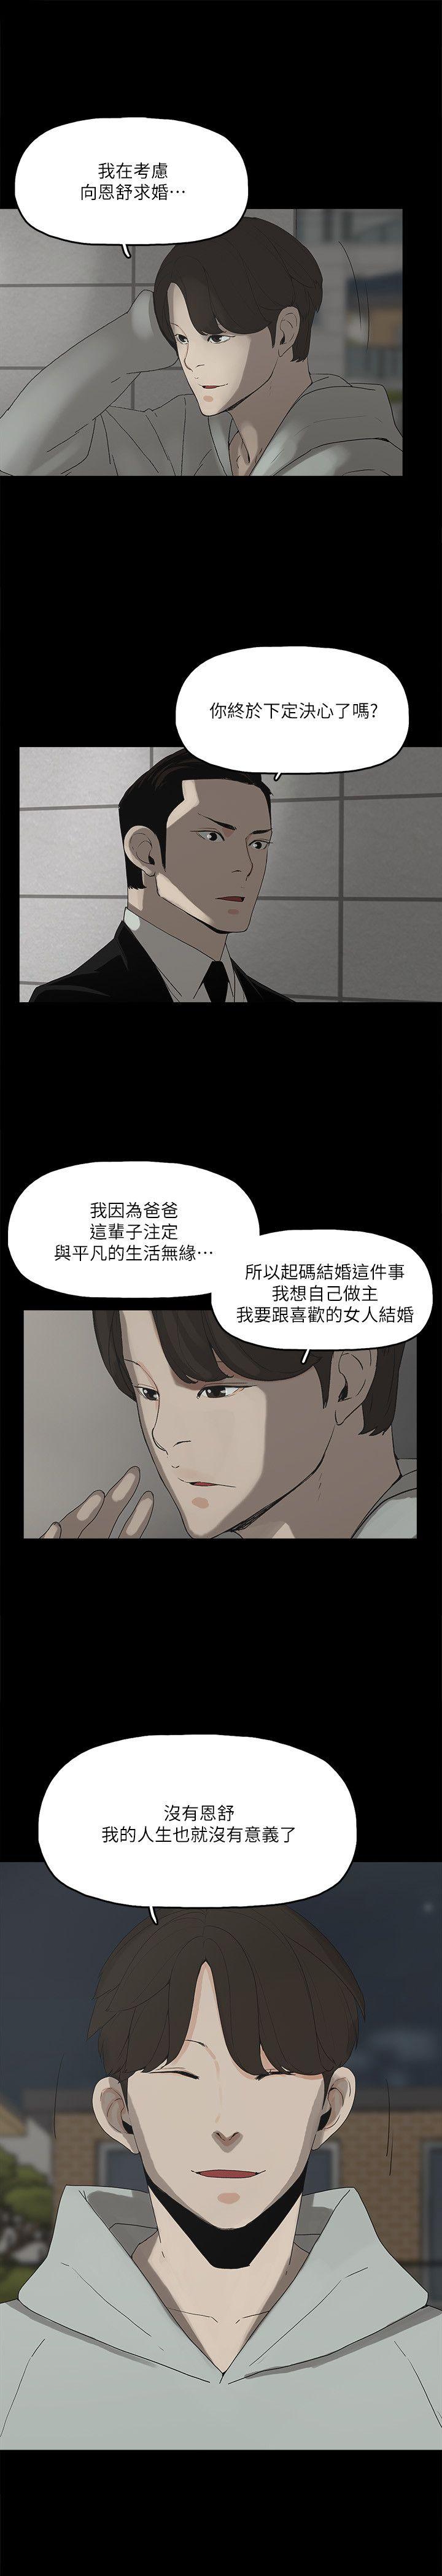 我在考慮
向恩舒求婚…
你終於下定決心了嗎?
我因為爸爸
這輩子注定
與平凡的生活無緣…
所以起碼結婚這件事
我想自己做主
我要跟喜歡的女人結婚
沒有恩舒
我的人生也就沒有意義了